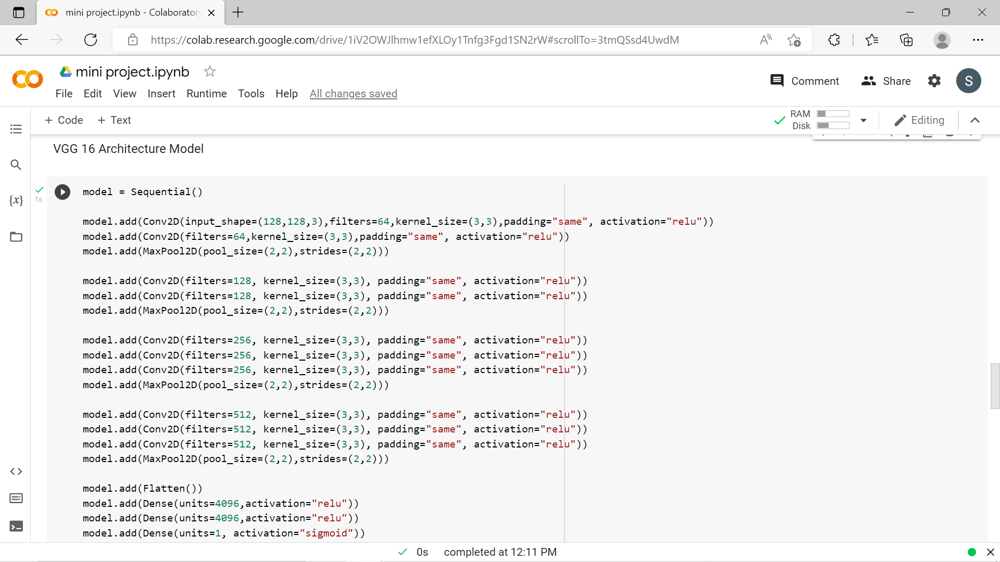 mini project.ipynb - Colaborator
https://colab.research.google.com/drive/1iV2OWJlhmw1efXLOy1Tnfg3Fgd1SN2rW#scrollTo=3tmQSsd4UwdM
mini project.ipynb
Comment
Share
S
File Edit View Insert Runtime Tools Help All changes saved
+ Code + Text
RAM
Disk
Editing
VGG 16 Architecture Model
{x}
1s
model = Sequential()
model.add(Conv2D(input_shape=(128,128,3),filters=64,kernel_size=(3,3),padding="same", activation="relu"))
model.add(Conv2D(filters=64,kernel_size=(3,3),padding="same", activation="relu"))
model.add(MaxPool2D(pool_size=(2,2),strides=(2,2)))
model.add(Conv2D(filters=128, kernel_size=(3,3), padding="same", activation="relu"))
model.add(Conv2D(filters=128, kernel_size=(3,3), padding="same", activation="relu"))
model.add(MaxPool2D(pool_size=(2,2),strides=(2,2)))
model.add(Conv2D(filters=256, kernel_size=(3,3), padding="same", activation="relu"))
model.add(Conv2D(filters=256, kernel_size=(3,3), padding="same", activation="relu"))
model.add(Conv2D(filters=256, kernel_size=(3,3), padding="same", activation="relu"))
model.add(MaxPool2D(pool_size=(2,2),strides=(2,2)))
model.add(Conv2D(filters=512, kernel_size=(3,3), padding="same", activation="relu"))
model.add(Conv2D(filters=512, kernel_size=(3,3), padding="same", activation="relu"))
model.add(Conv2D(filters=512, kernel_size=(3,3), padding="same", activation="relu"))
model.add(MaxPool2D(pool_size=(2,2),strides=(2,2)))
model.add(Flatten())
model.add(Dense(units=4096,activation="relu"))
model.add(Dense(units=4096,activation="relu"))
model.add(Dense(units=1, activation="sigmoid"))
0s completed at 12:11 PM